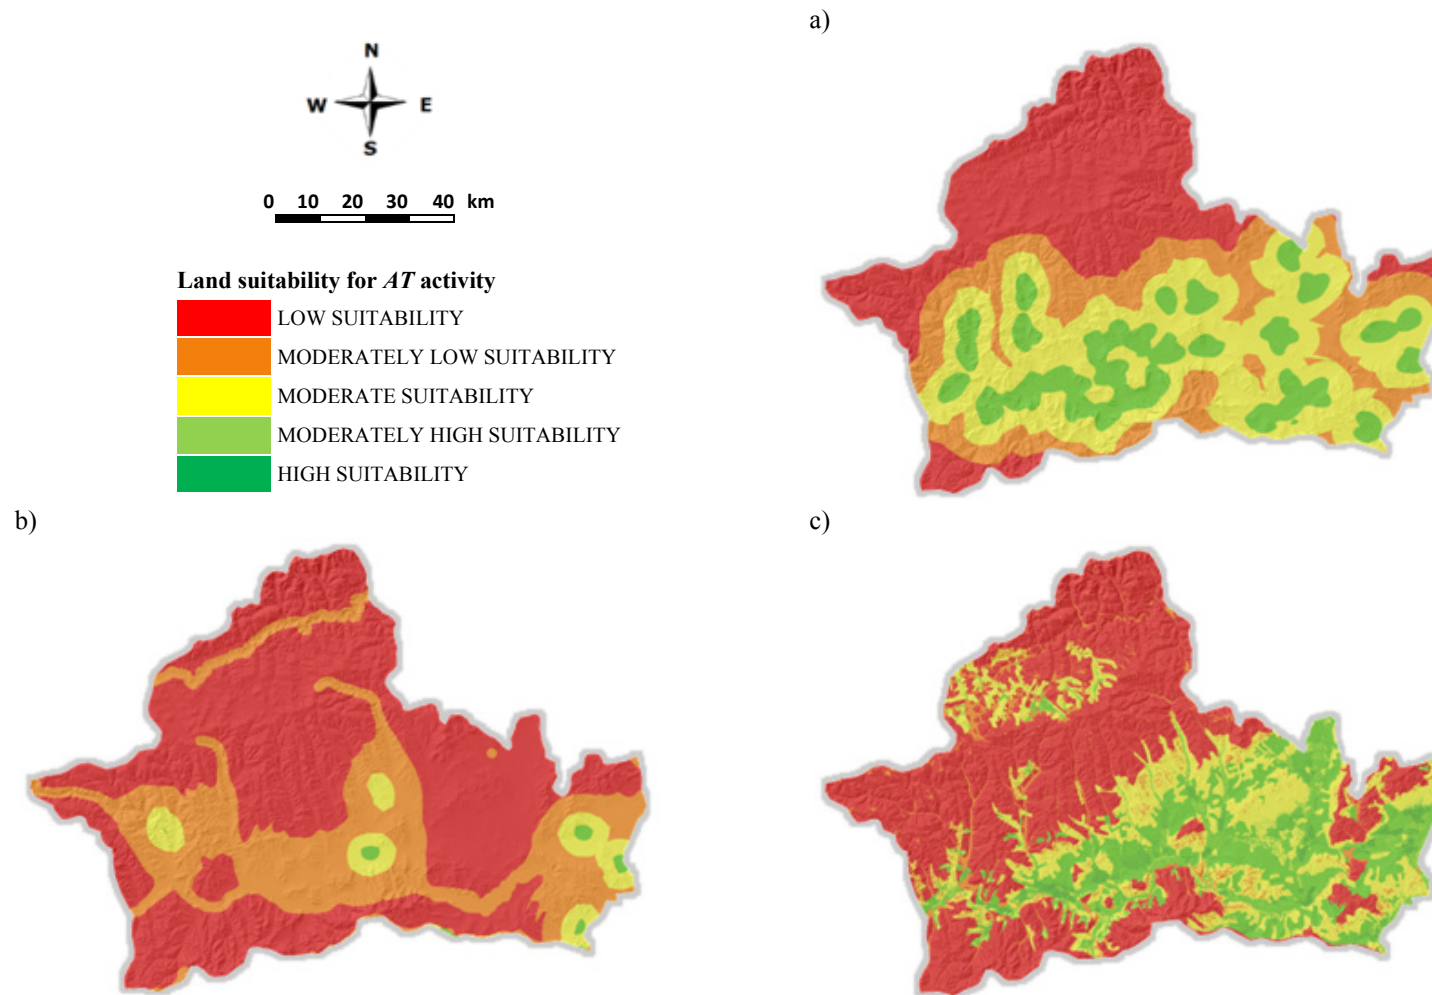 a)
N
W E
S
0 10 20 30 40 km
Land suitability for AT activity
LOW SUITABILITY
MODERATELY LOW SUITABILITY
MODERATE SUITABILITY
MODERATELY HIGH SUITABILITY
HIGH SUITABILITY
b)
c)